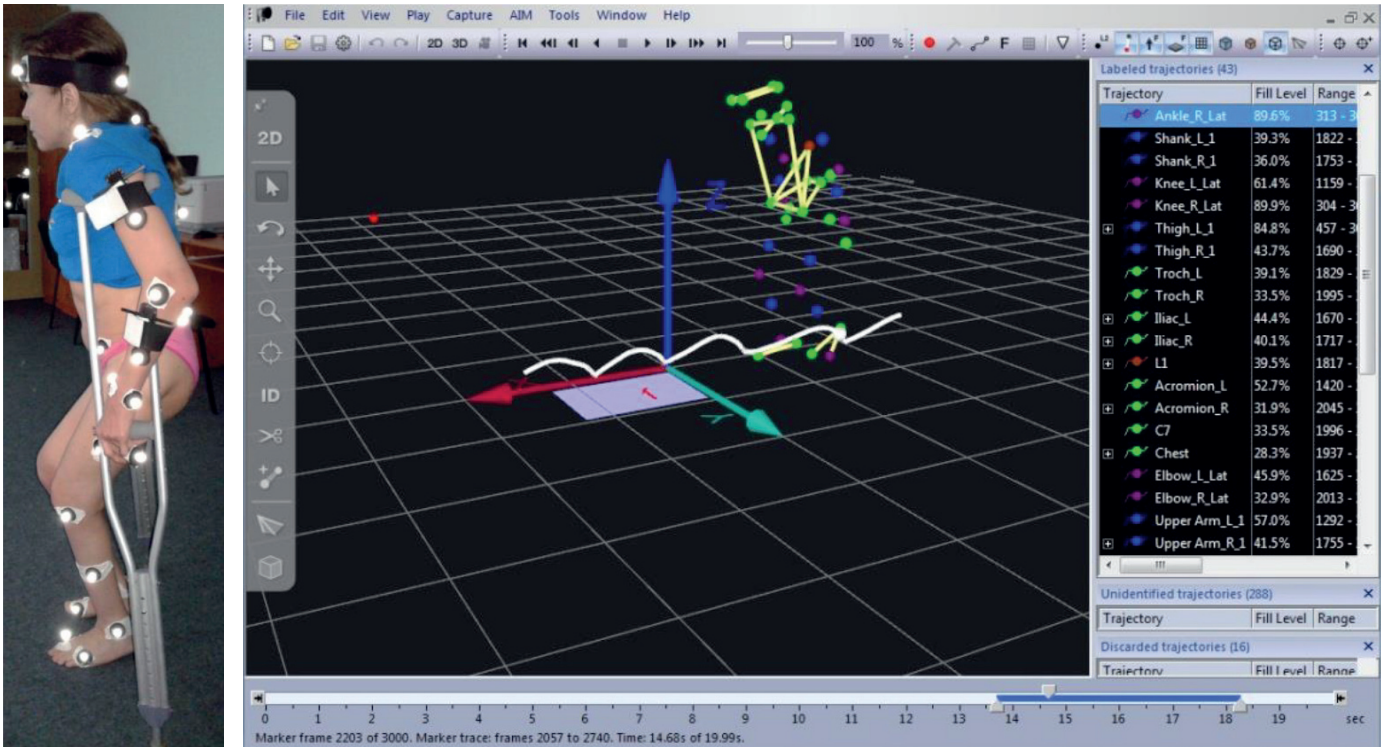 File Edit View Play Capture AIM Tools Window Help
2D 3D 100 % F
Labeled trajectories (43)
Trajectory Fill Level Range
Ankle_R_Lat 89.6% 313 - 3
Shank_L_1 39.3% 1822 -
Shank_R_1 36.0% 1753 -
Knee_L_Lat 61.4% 1159 -
Knee_R_Lat 89.9% 304 - 3
Thigh_L_1 84.8% 457 - 3
Thigh_R_1 43.7% 1690 -
Troch_L 39.1% 1829 -
Troch_R 33.5% 1995 -
Iliac_L 44.4% 1670 -
Iliac_R 40.1% 1717 -
L1 39.5% 1817 -
Acromion_L 52.7% 1420 -
Acromion_R 31.9% 2045 -
C7 33.5% 1996 -
Chest 28.3% 1937 -
Elbow_L_Lat 45.9% 1625 -
Elbow_R_Lat 32.9% 2013 -
Upper Arm_L_1 57.0% 1292 -
Upper Arm_R_1 41.5% 1755 -
Unidentified trajectories (288)
Trajectory Fill Level Range
Discarded trajectories (16)
Trajectory Fill Level Range
2D
ID
Z
X
Y
0 1 2 3 4 5 6 7 8 9 10 11 12 13 14 15 16 17 18 19 sec
Marker frame 2203 of 3000. Marker trace: frames 2057 to 2740. Time: 14.68s of 19.99s.